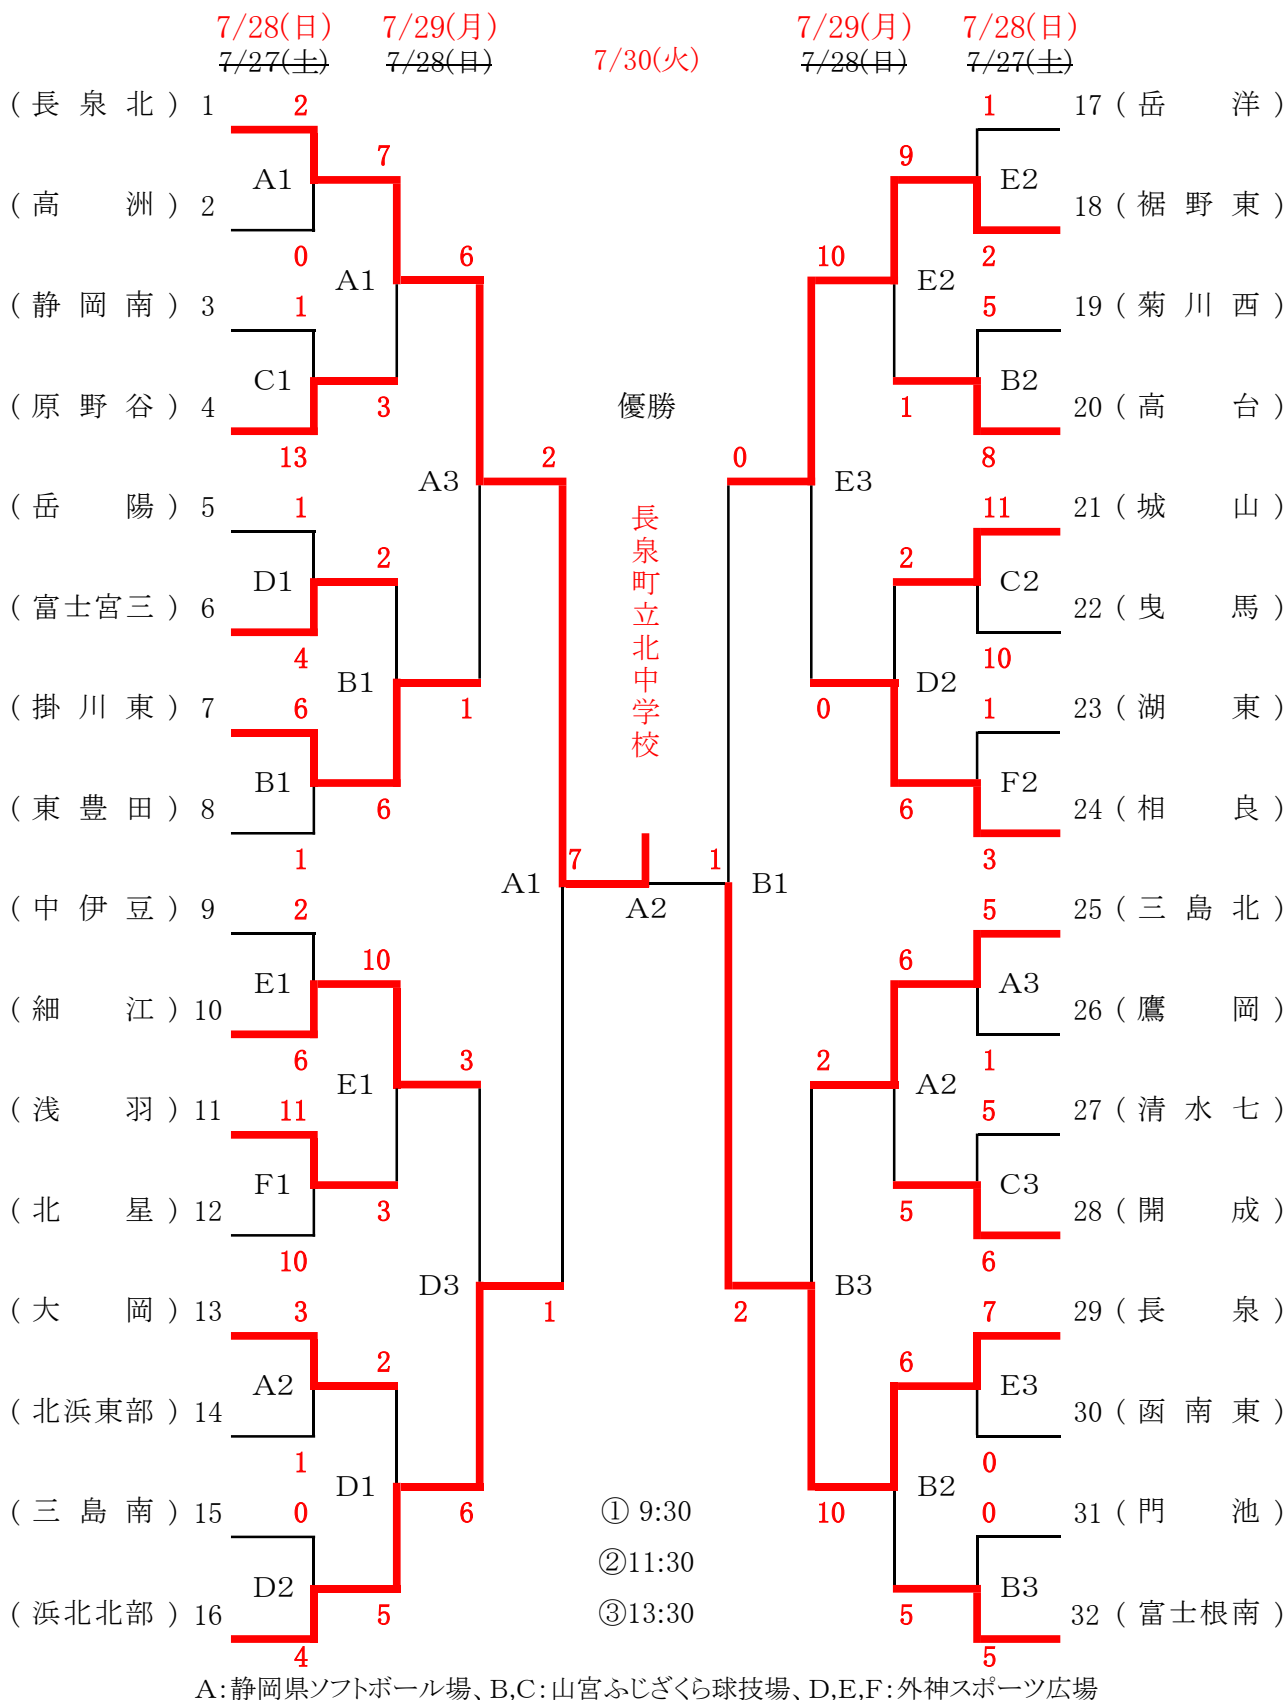 7/28(日) 7/29(月) 7/29(月) 7/28(日)
7/27(土) 7/28(日) 7/30(火) 7/28(日) 7/27(土)
(長泉北) 1 2 1 17 (岳洋)
7 9
A1 E2
(高洲) 2 18 (裾野東)
0 6 10 2
A1 E2
(静岡南) 3 1 5 19 (菊川西)
C1 B2
(原野谷) 4 3 優勝 1 20 (高台)
13 2 0 8
A3 E3
(岳陽) 5 1 11 21 (城山)
長泉町立北中学校
2 2
D1 C2
(富士宮三) 6 22 (曳馬)
4 10
B1 D2
(掛川東) 7 6 1 0 1 23 (湖東)
B1 F2
(東豊田) 8 6 6 24 (相良)
1 7 1 3
A1 B1
(中伊豆) 9 2 A2 5 25 (三島北)
10 6
E1 A3
(細江) 10 26 (鷹岡)
6 3 2 1
E1 A2
(浅羽) 11 11 5 27 (清水七)
F1 C3
(北星) 12 3 5 28 (開成)
10 6
D3 B3
(大岡) 13 3 1 2 7 29 (長泉)
2 6
A2 E3
(北浜東部) 14 30 (函南東)
1 0
D1 B2
(三島南) 15 0 6 ① 9:30 10 0 31 (門池)
②11:30
D2 B3
(浜北北部) 16 5 ③13:30 5 32 (富士根南)
4 5
A:静岡県ソフトボール場、B,C:山宮ふじざくら球技場、D,E,F:外神スポーツ広場